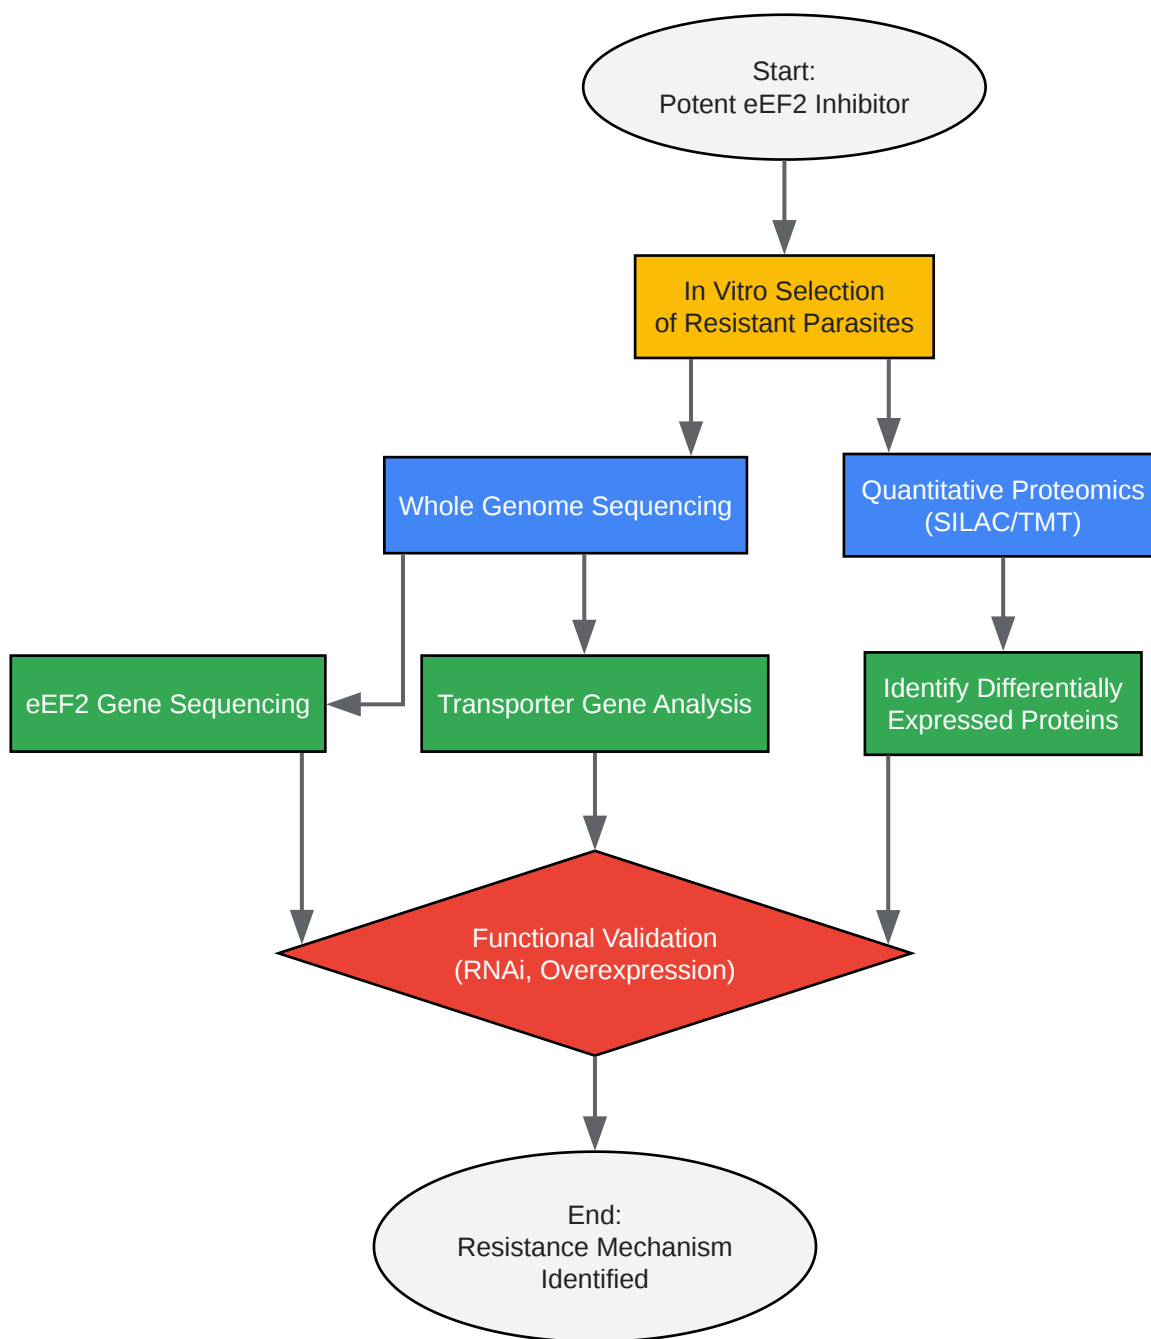 Start:
Potent eEF2 Inhibitor
In Vitro Selection
of Resistant Parasites
Whole Genome Sequencing
Quantitative Proteomics
(SILAC/TMT)
eEF2 Gene Sequencing
Transporter Gene Analysis
Identify Differentially
Expressed Proteins
Functional Validation
(RNAi, Overexpression)
End:
Resistance Mechanism
Identified